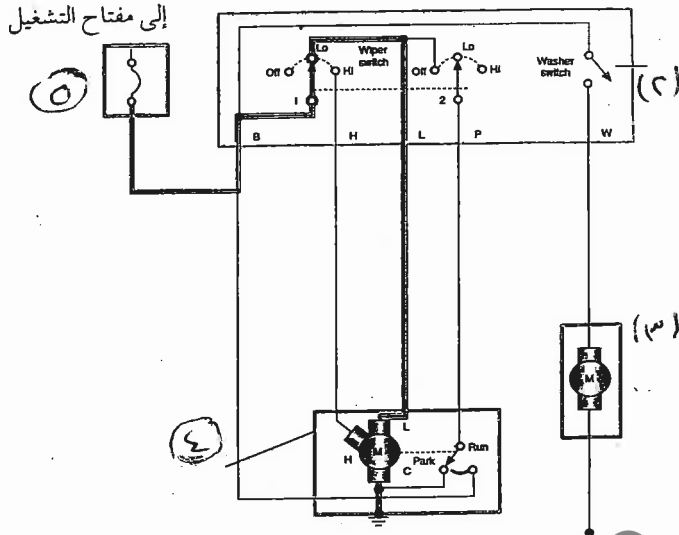 إلى مفتاح التشغيل
(٥)
Lo
Wiper switch
Off
Hi
1
Lo
Off
Hi
2
Washer switch
(٢)
B
H
L
P
W
(٣)
M
(٤)
L
H
M
Run
Park
C